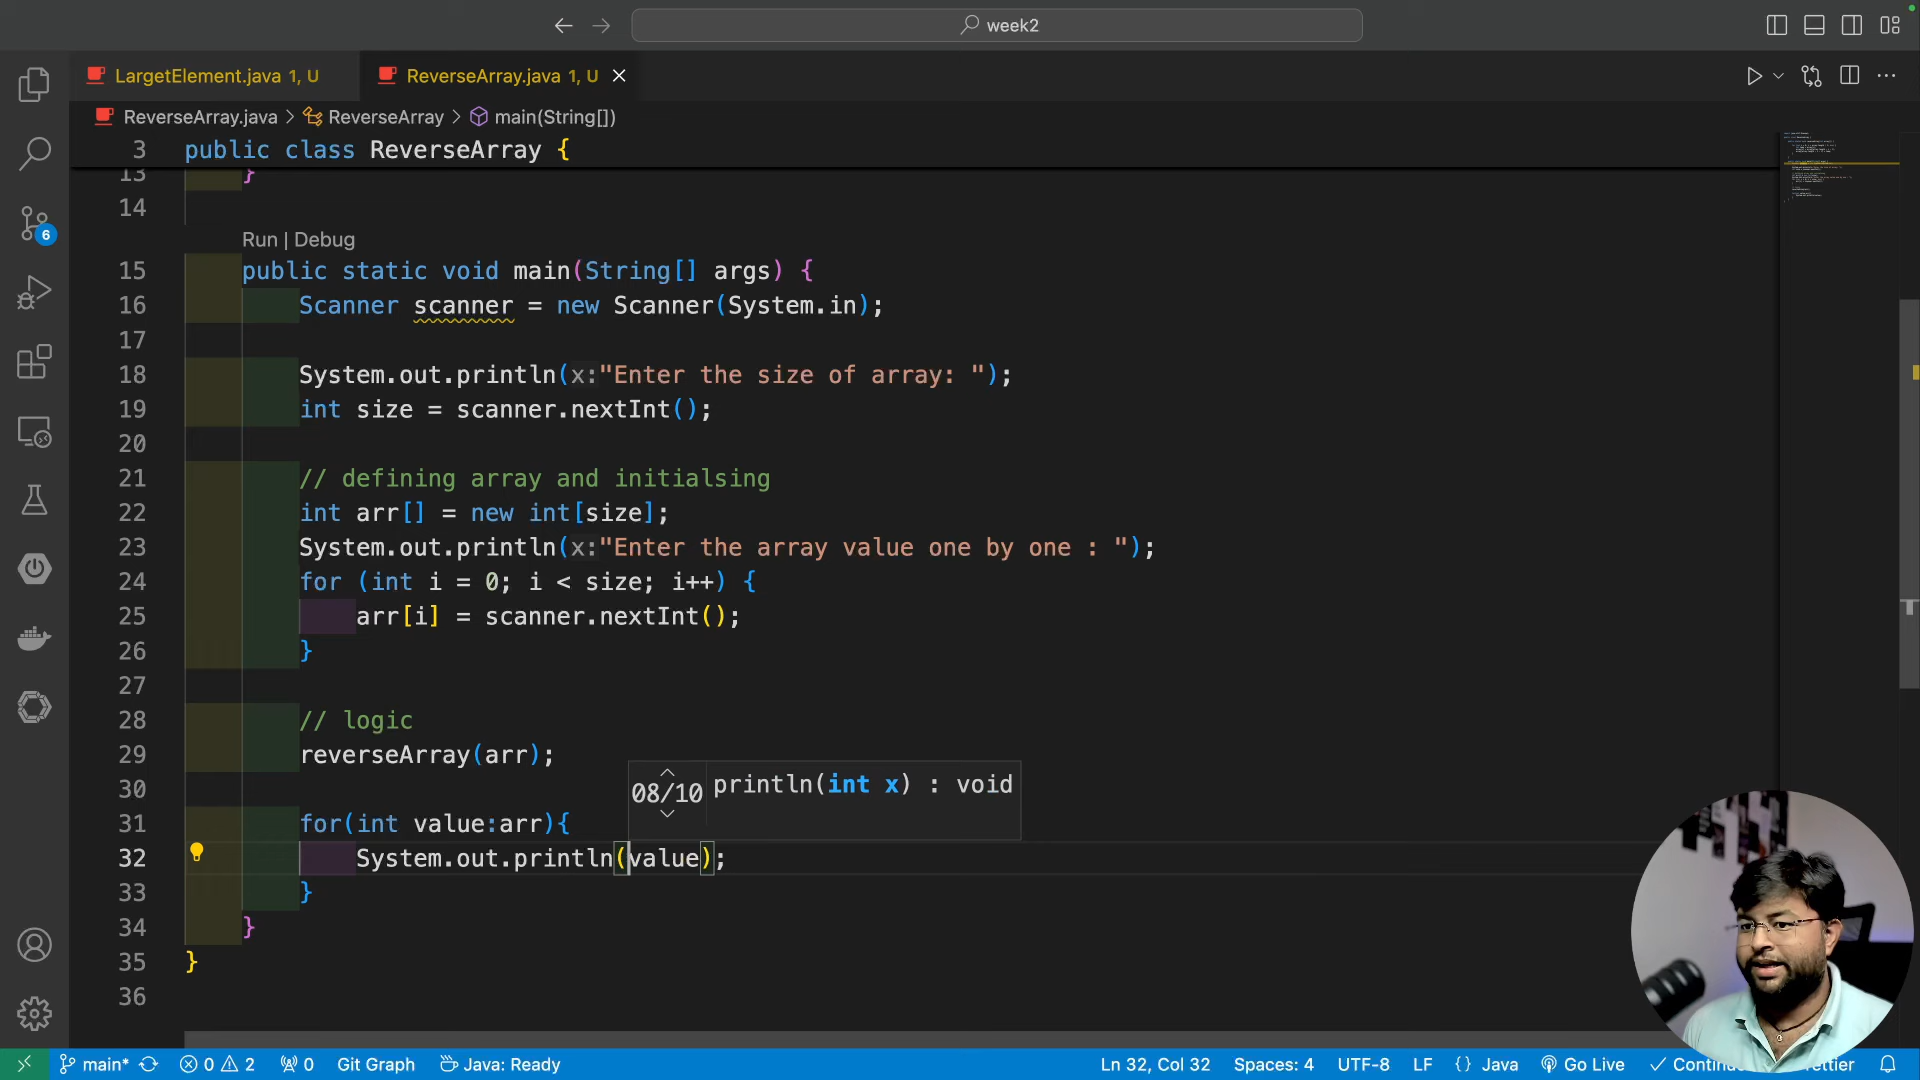 week2
LargetElement.java 1, U
ReverseArray.java 1, U
ReverseArray.java > ReverseArray > main(String[])
3 public class ReverseArray {
13 }
14
Run | Debug
15 public static void main(String[] args) {
16 Scanner scanner = new Scanner(System.in);
17
18 System.out.println(x:"Enter the size of array: ");
19 int size = scanner.nextInt();
20
21 // defining array and initialsing
22 int arr[] = new int[size];
23 System.out.println(x:"Enter the array value one by one : ");
24 for (int i = 0; i < size; i++) {
25 arr[i] = scanner.nextInt();
26 }
27
28 // logic
29 reverseArray(arr);
30
08/10 println(int x) : void
31 for(int value:arr){
32 System.out.println(value);
33 }
34 }
35 }
36
6
main* 0 2 0 Git Graph Java: Ready Ln 32, Col 32 Spaces: 4 UTF-8 LF {} Java Go Live